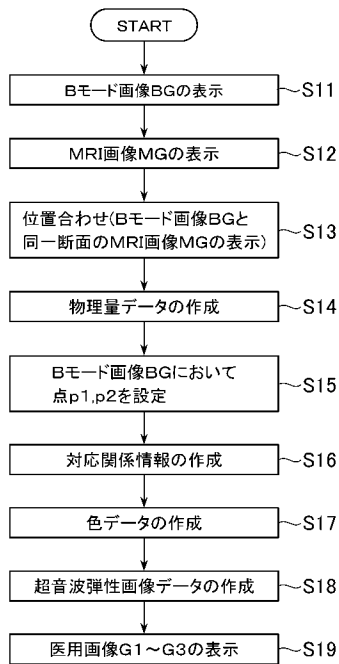 START
Bモード画像BGの表示
S11
MRI画像MGの表示
S12
位置合わせ(Bモード画像BGと
同一断面のMRI画像MGの表示)
S13
物理量データの作成
S14
Bモード画像BGにおいて
点p1,p2を設定
S15
対応関係情報の作成
S16
色データの作成
S17
超音波弾性画像データの作成
S18
医用画像G1~G3の表示
S19